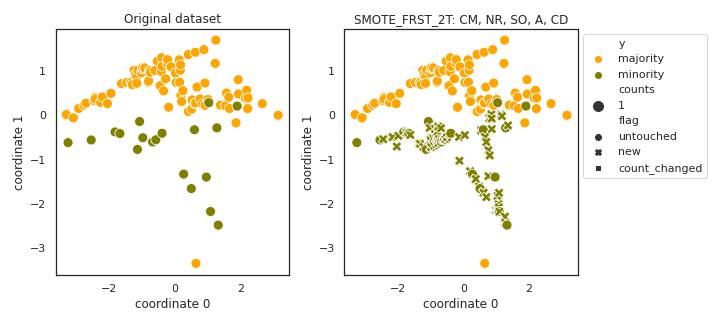 Original dataset
SMOTE_FRST_2T: CM, NR, SO, A, CD
coordinate 1
1
0
−1
−2
−3
−2
0
2
coordinate 0
coordinate 1
1
0
−1
−2
−3
−2
0
2
coordinate 0
y
majority
minority
counts
1
flag
untouched
new
count_changed